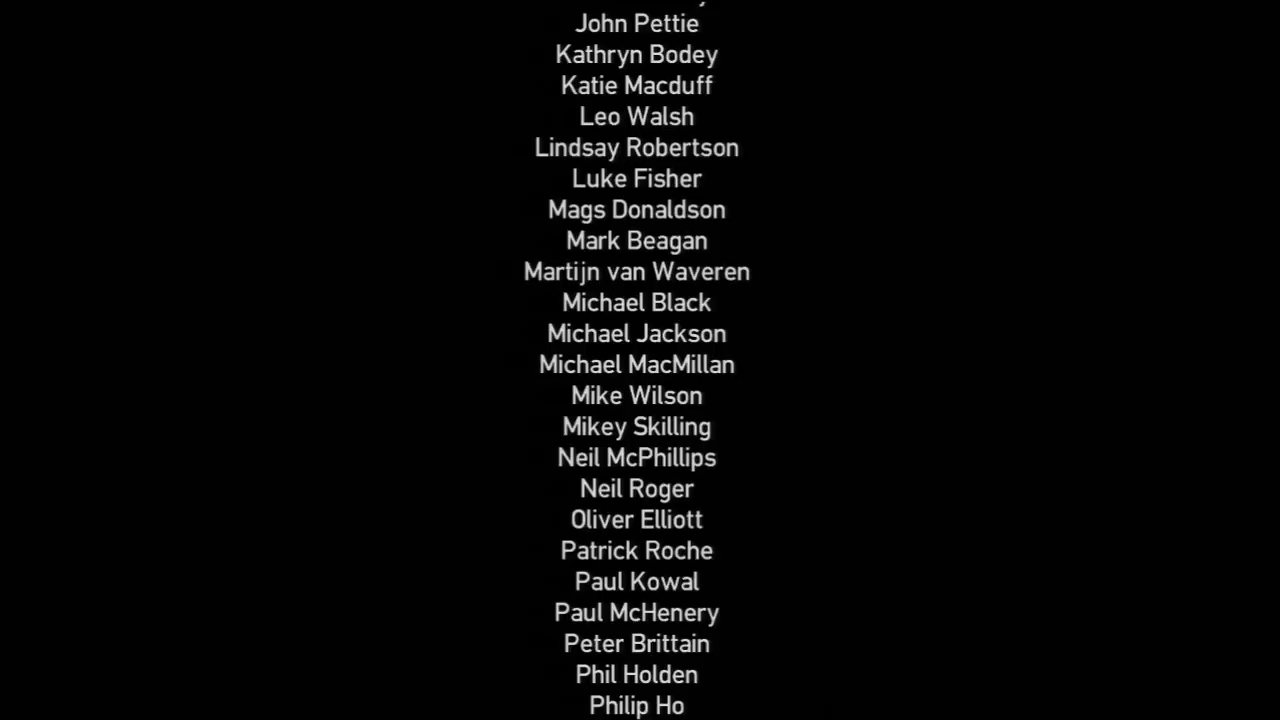 John Pettie
Kathryn Bodey
Katie Macduff
Leo Walsh
Lindsay Robertson
Luke Fisher
Mags Donaldson
Mark Beagan
Martijn van Waveren
Michael Black
Michael Jackson
Michael MacMillan
Mike Wilson
Mikey Skilling
Neil McPhillips
Neil Roger
Oliver Elliott
Patrick Roche
Paul Kowal
Paul McHenery
Peter Brittain
Phil Holden
Philip Ho